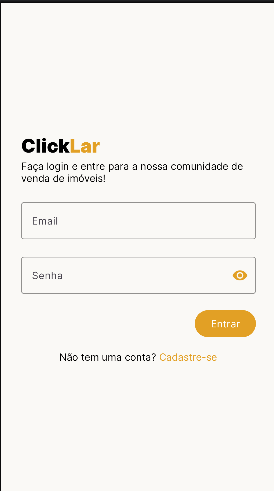 ClickLar
Faça login e entre para a nossa comunidade de
venda de imóveis!
Email
Senha
Entrar
Não tem uma conta? Cadastre-se